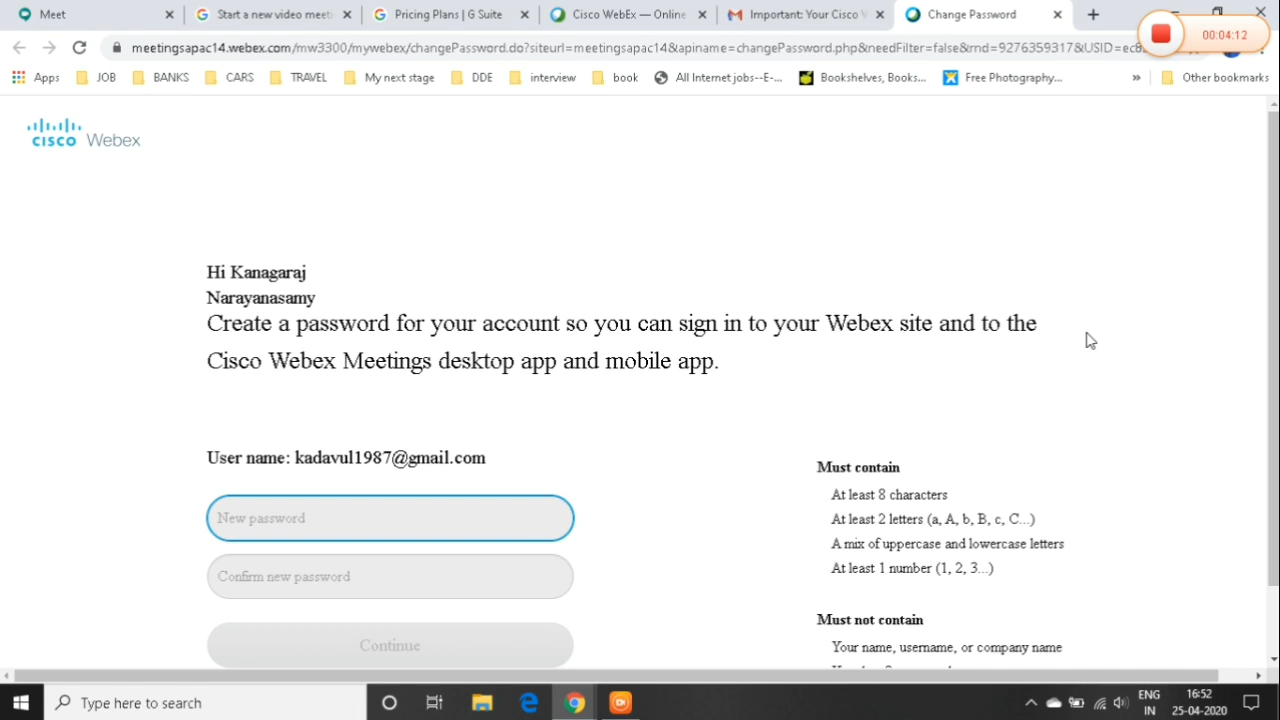 Meet
Start a new video meeti
Pricing Plans | G Suite
Cisco WebEx — Online
Important: Your Cisco V
Change Password
00:04:12
meetingsapac14.webex.com/mw3300/mywebex/changePassword.do?siteurl=meetingsapac14&apiname=changePassword.php&needFilter=false&rnd=9276359317&USID=ec8
Apps
JOB
BANKS
CARS
TRAVEL
My next stage
DDE
interview
book
All Internet jobs--E-...
Bookshelves, Books...
Free Photography...
»
Other bookmarks
CISCO Webex
Hi Kanagaraj
Narayanasamy
Create a password for your account so you can sign in to your Webex site and to the
Cisco Webex Meetings desktop app and mobile app.
User name: kadavul1987@gmail.com
New password
Confirm new password
Continue
Must contain
At least 8 characters
At least 2 letters (a, A, b, B, c, C...)
A mix of uppercase and lowercase letters
At least 1 number (1, 2, 3...)
Must not contain
Your name, username, or company name
Type here to search
ENG
IN
16:52
25-04-2020